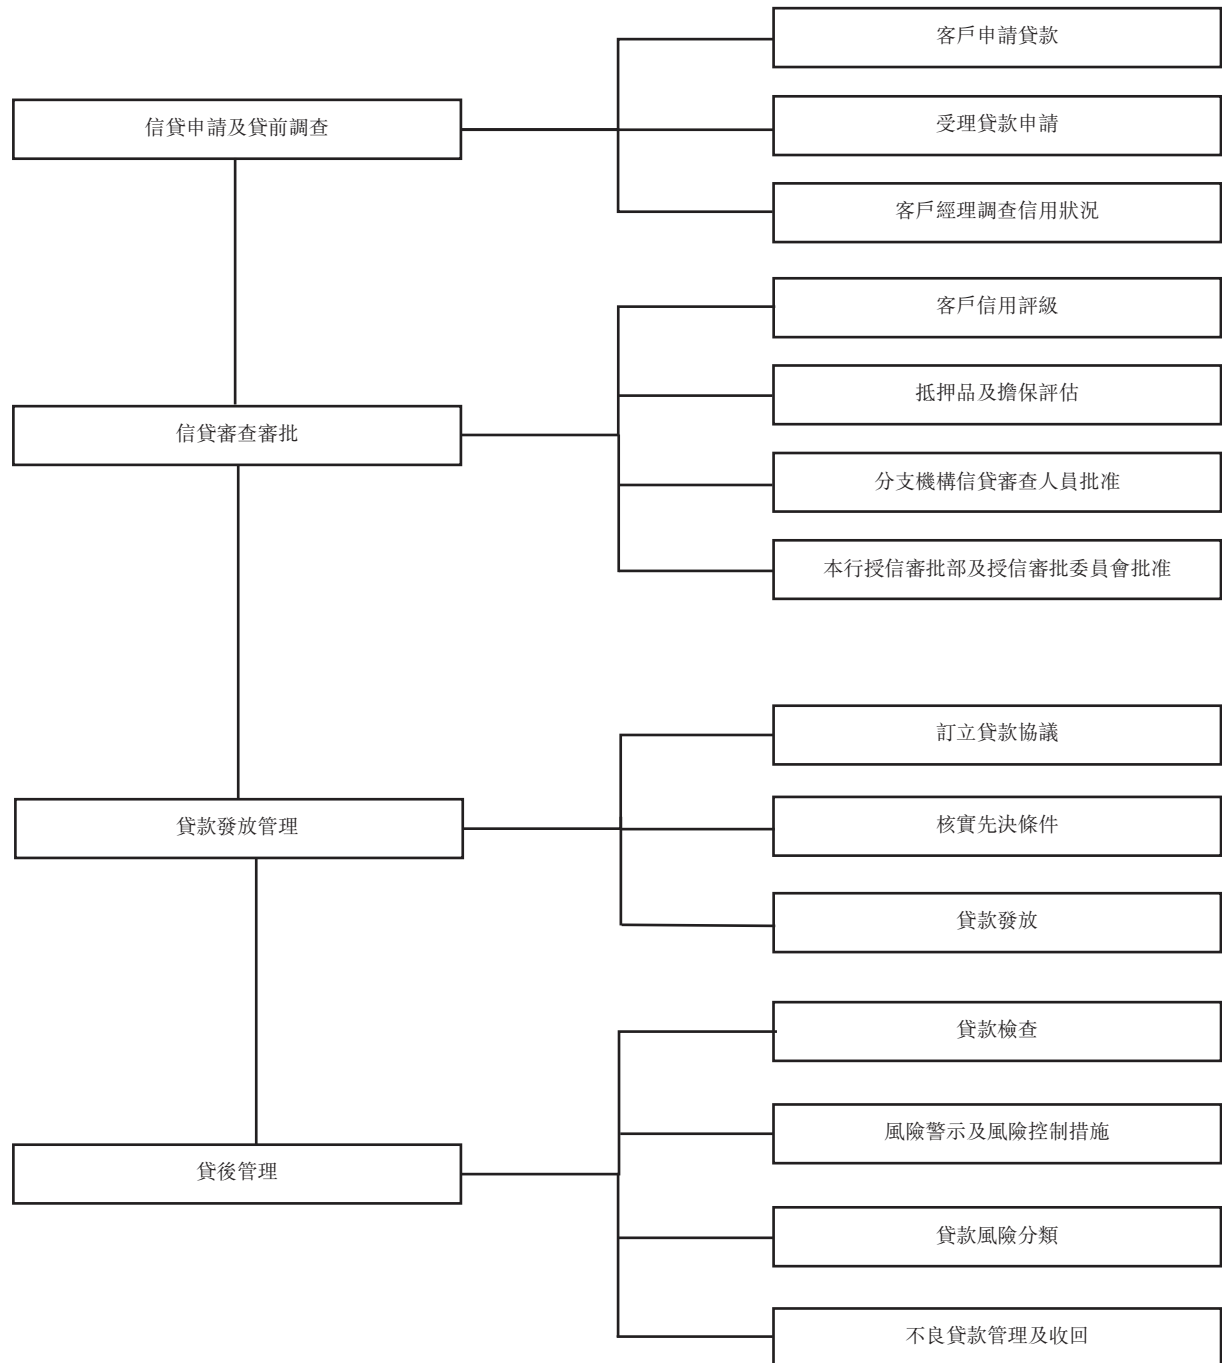 信貸申請及貸前調查
客戶申請貸款
受理貸款申請
客戶經理調查信用狀況
信貸審查審批
客戶信用評級
抵押品及擔保評估
分支機構信貸審查人員批准
本行授信審批部及授信審批委員會批准
貸款發放管理
訂立貸款協議
核實先決條件
貸款發放
貸後管理
貸款檢查
風險警示及風險控制措施
貸款風險分類
不良貸款管理及收回